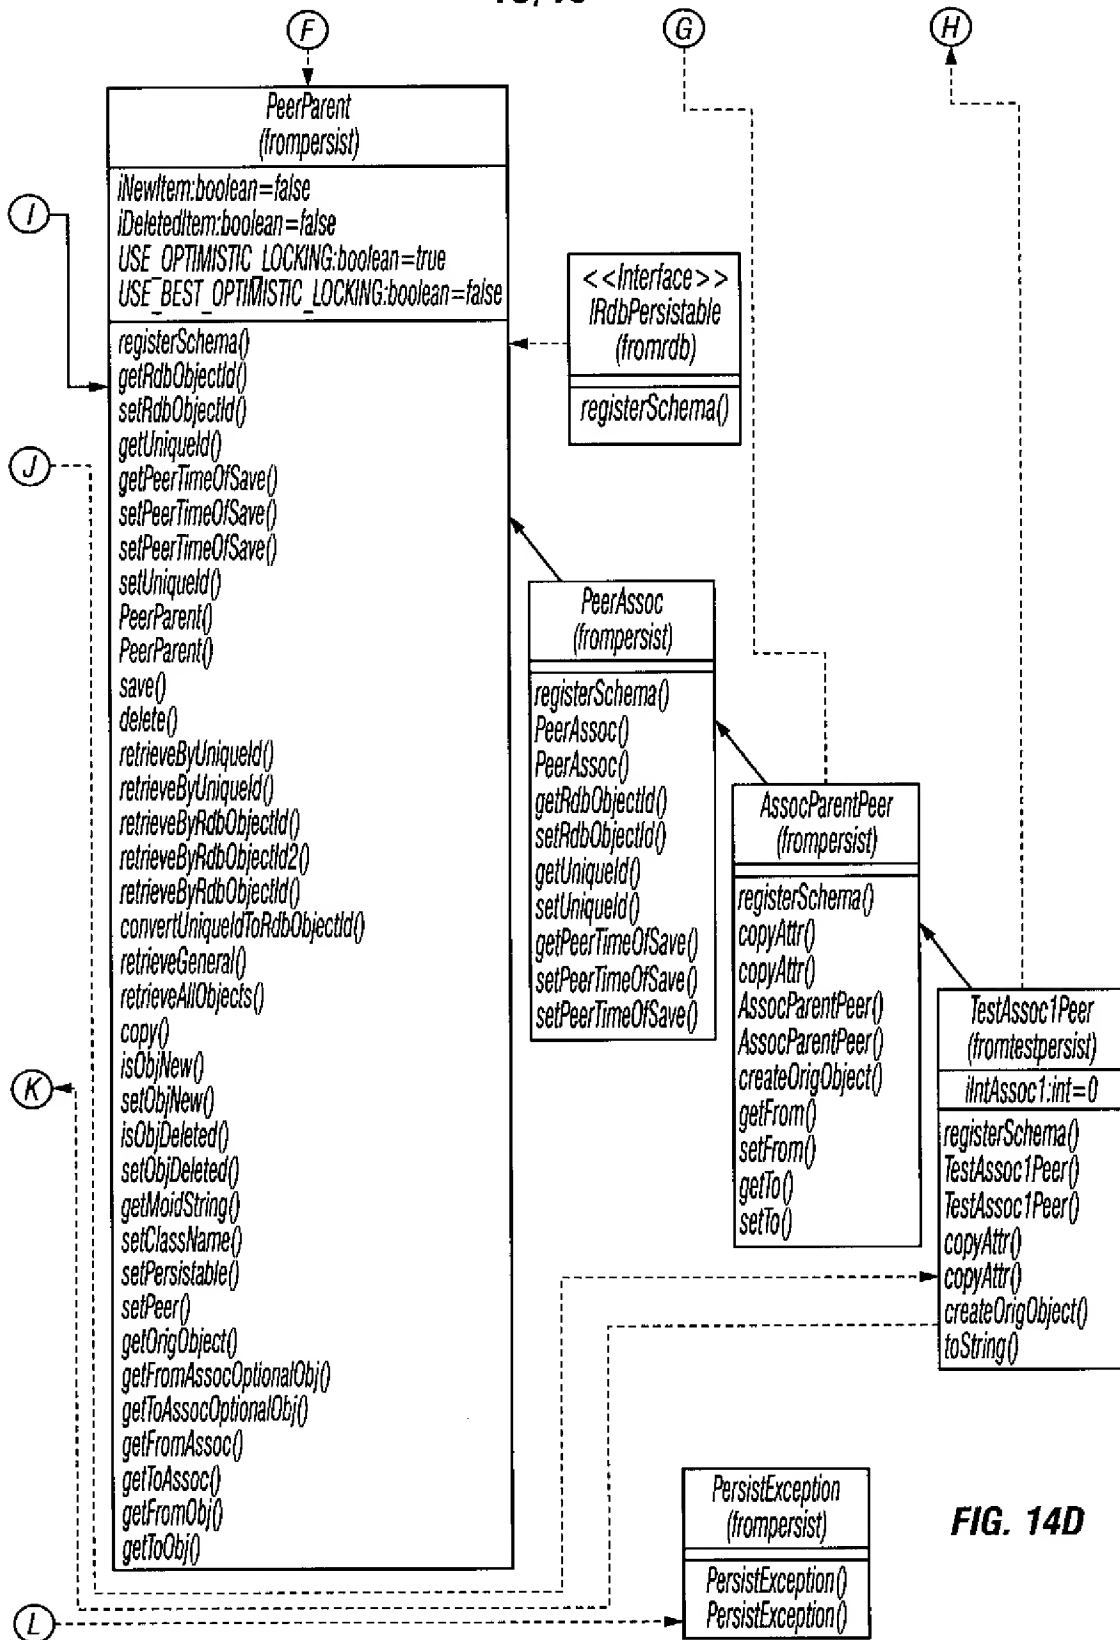 F
G
H
PeerParent
(frompersist)
iNewItem:boolean=false
iDeletedItem:boolean=false
USE_OPTIMISTIC_LOCKING:boolean=true
USE_BEST_OPTIMISTIC_LOCKING:boolean=false
registerSchema()
getRdbObjectId()
setRdbObjectId()
getUniqueId()
getPeerTimeOfSave()
setPeerTimeOfSave()
setPeerTimeOfSave()
setUniqueId()
PeerParent()
PeerParent()
save()
delete()
retrieveByUniqueId()
retrieveByUniqueId()
retrieveByRdbObjectId()
retrieveByRdbObjectId2()
retrieveByRdbObjectId()
convertUniqueIdToRdbObjectId()
retrieveGeneral()
retrieveAllObjects()
copy()
isObjNew()
setObjNew()
isObjDeleted()
setObjDeleted()
getMoidString()
setClassName()
setPersistable()
setPeer()
getOrigObject()
getFromAssocOptionalObj()
getToAssocOptionalObj()
getFromAssoc()
getToAssoc()
getFromObj()
getToObj()
I
J
K
L
<<Interface>>
IRdbPersistable
(fromrdb)
registerSchema()
PeerAssoc
(frompersist)
registerSchema()
PeerAssoc()
PeerAssoc()
getRdbObjectId()
setRdbObjectId()
getUniqueId()
setUniqueId()
getPeerTimeOfSave()
setPeerTimeOfSave()
setPeerTimeOfSave()
AssocParentPeer
(frompersist)
registerSchema()
copyAttr()
copyAttr()
AssocParentPeer()
AssocParentPeer()
createOrigObject()
getFrom()
setFrom()
getTo()
setTo()
TestAssoc1Peer
(fromtestpersist)
iIntAssoc1:int=0
registerSchema()
TestAssoc1Peer()
TestAssoc1Peer()
copyAttr()
copyAttr()
createOrigObject()
toString()
PersistException
(frompersist)
PersistException()
PersistException()
FIG. 14D